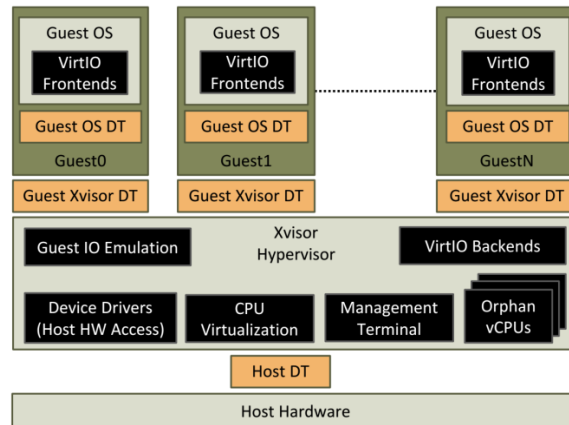 Guest OS
VirtIO
Frontends
Guest OS DT
Guest0
Guest Xvisor DT
Guest OS
VirtIO
Frontends
Guest OS DT
Guest1
Guest Xvisor DT
Guest OS
VirtIO
Frontends
Guest OS DT
GuestN
Guest Xvisor DT
Xvisor
Hypervisor
Guest IO Emulation
VirtIO Backends
Device Drivers
(Host HW Access)
CPU
Virtualization
Management
Terminal
Orphan
vCPUs
Host DT
Host Hardware